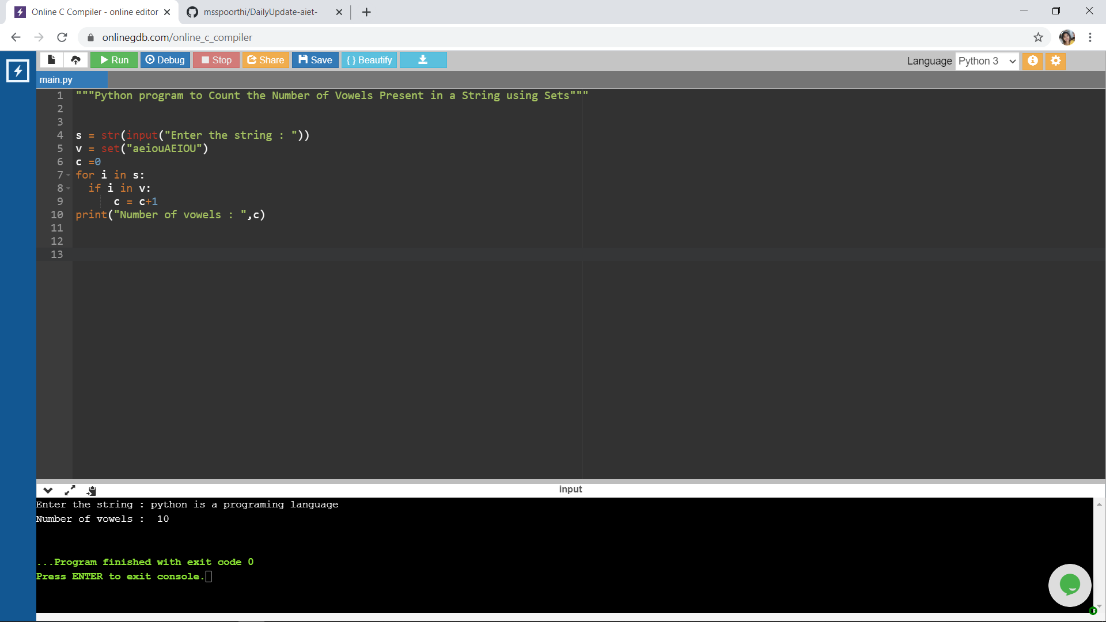 Online C Compiler - online editor
msspoorthi/DailyUpdate-aiet-
onlinegdb.com/online_c_compiler
Run Debug Stop Share Save { } Beautify Language Python 3
main.py
1 """Python program to Count the Number of Vowels Present in a String using Sets"""
2
3
4 s = str(input("Enter the string : "))
5 v = set("aeiouAEIOU")
6 c =0
7 for i in s:
8 if i in v:
9 c = c+1
10 print("Number of vowels : ",c)
11
12
13
input
Enter the string : python is a programing language
Number of vowels :  10
...Program finished with exit code 0
Press ENTER to exit console.